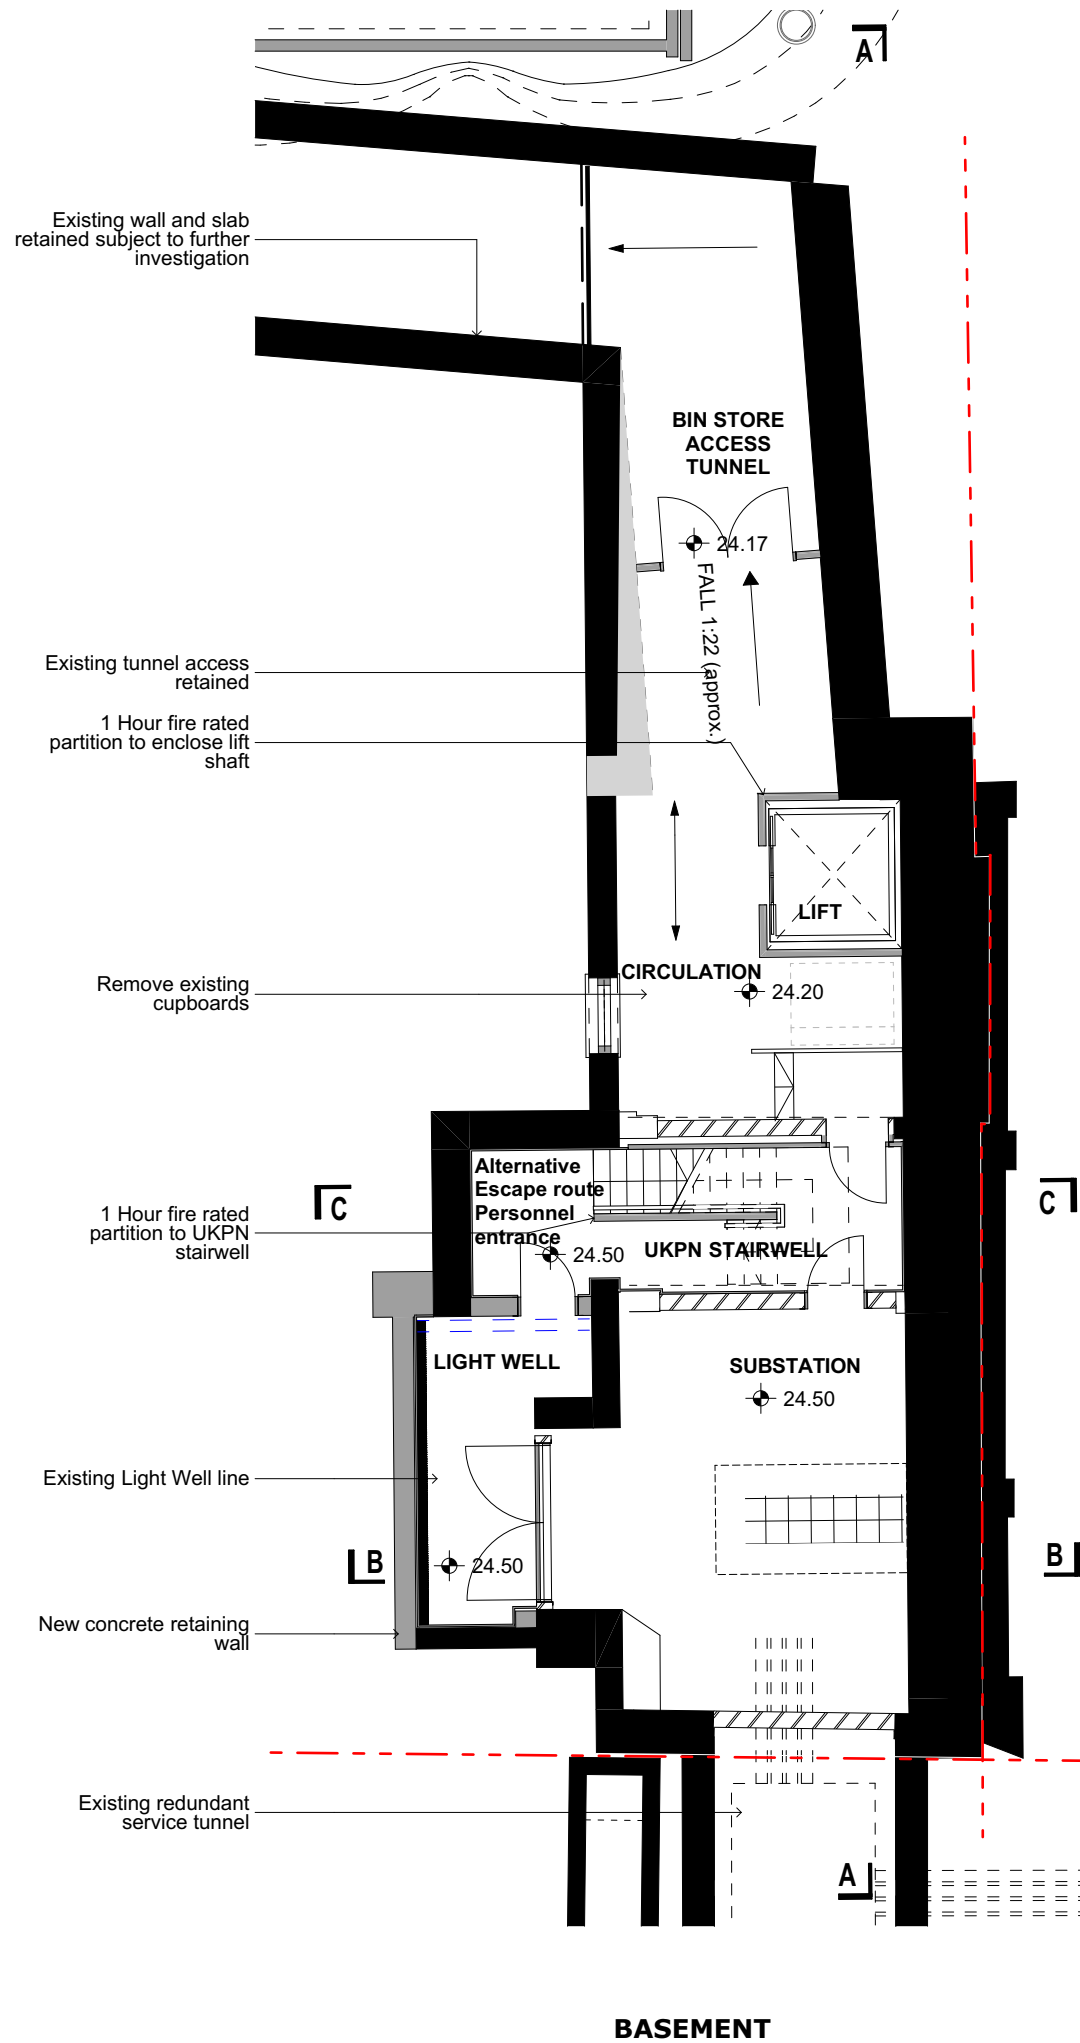 A
Existing wall and slab
retained subject to further
investigation
BIN STORE
ACCESS
TUNNEL
24.17
FALL 1:22 (approx.)
Existing tunnel access
retained
1 Hour fire rated
partition to enclose lift
shaft
LIFT
CIRCULATION
24.20
Remove existing
cupboards
Alternative
Escape route
Personnel
entrance
C
C
1 Hour fire rated
partition to UKPN
stairwell
24.50
UKPN STAIRWELL
LIGHT WELL
SUBSTATION
24.50
Existing Light Well line
B
24.50
B
New concrete retaining
wall
Existing redundant
service tunnel
A
BASEMENT